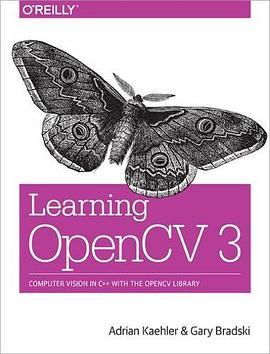 O'REILLY®
Learning
OpenCV 3
COMPUTER VISION IN C++ WITH THE OPENCV LIBRARY
Adrian Kaehler & Gary Bradski